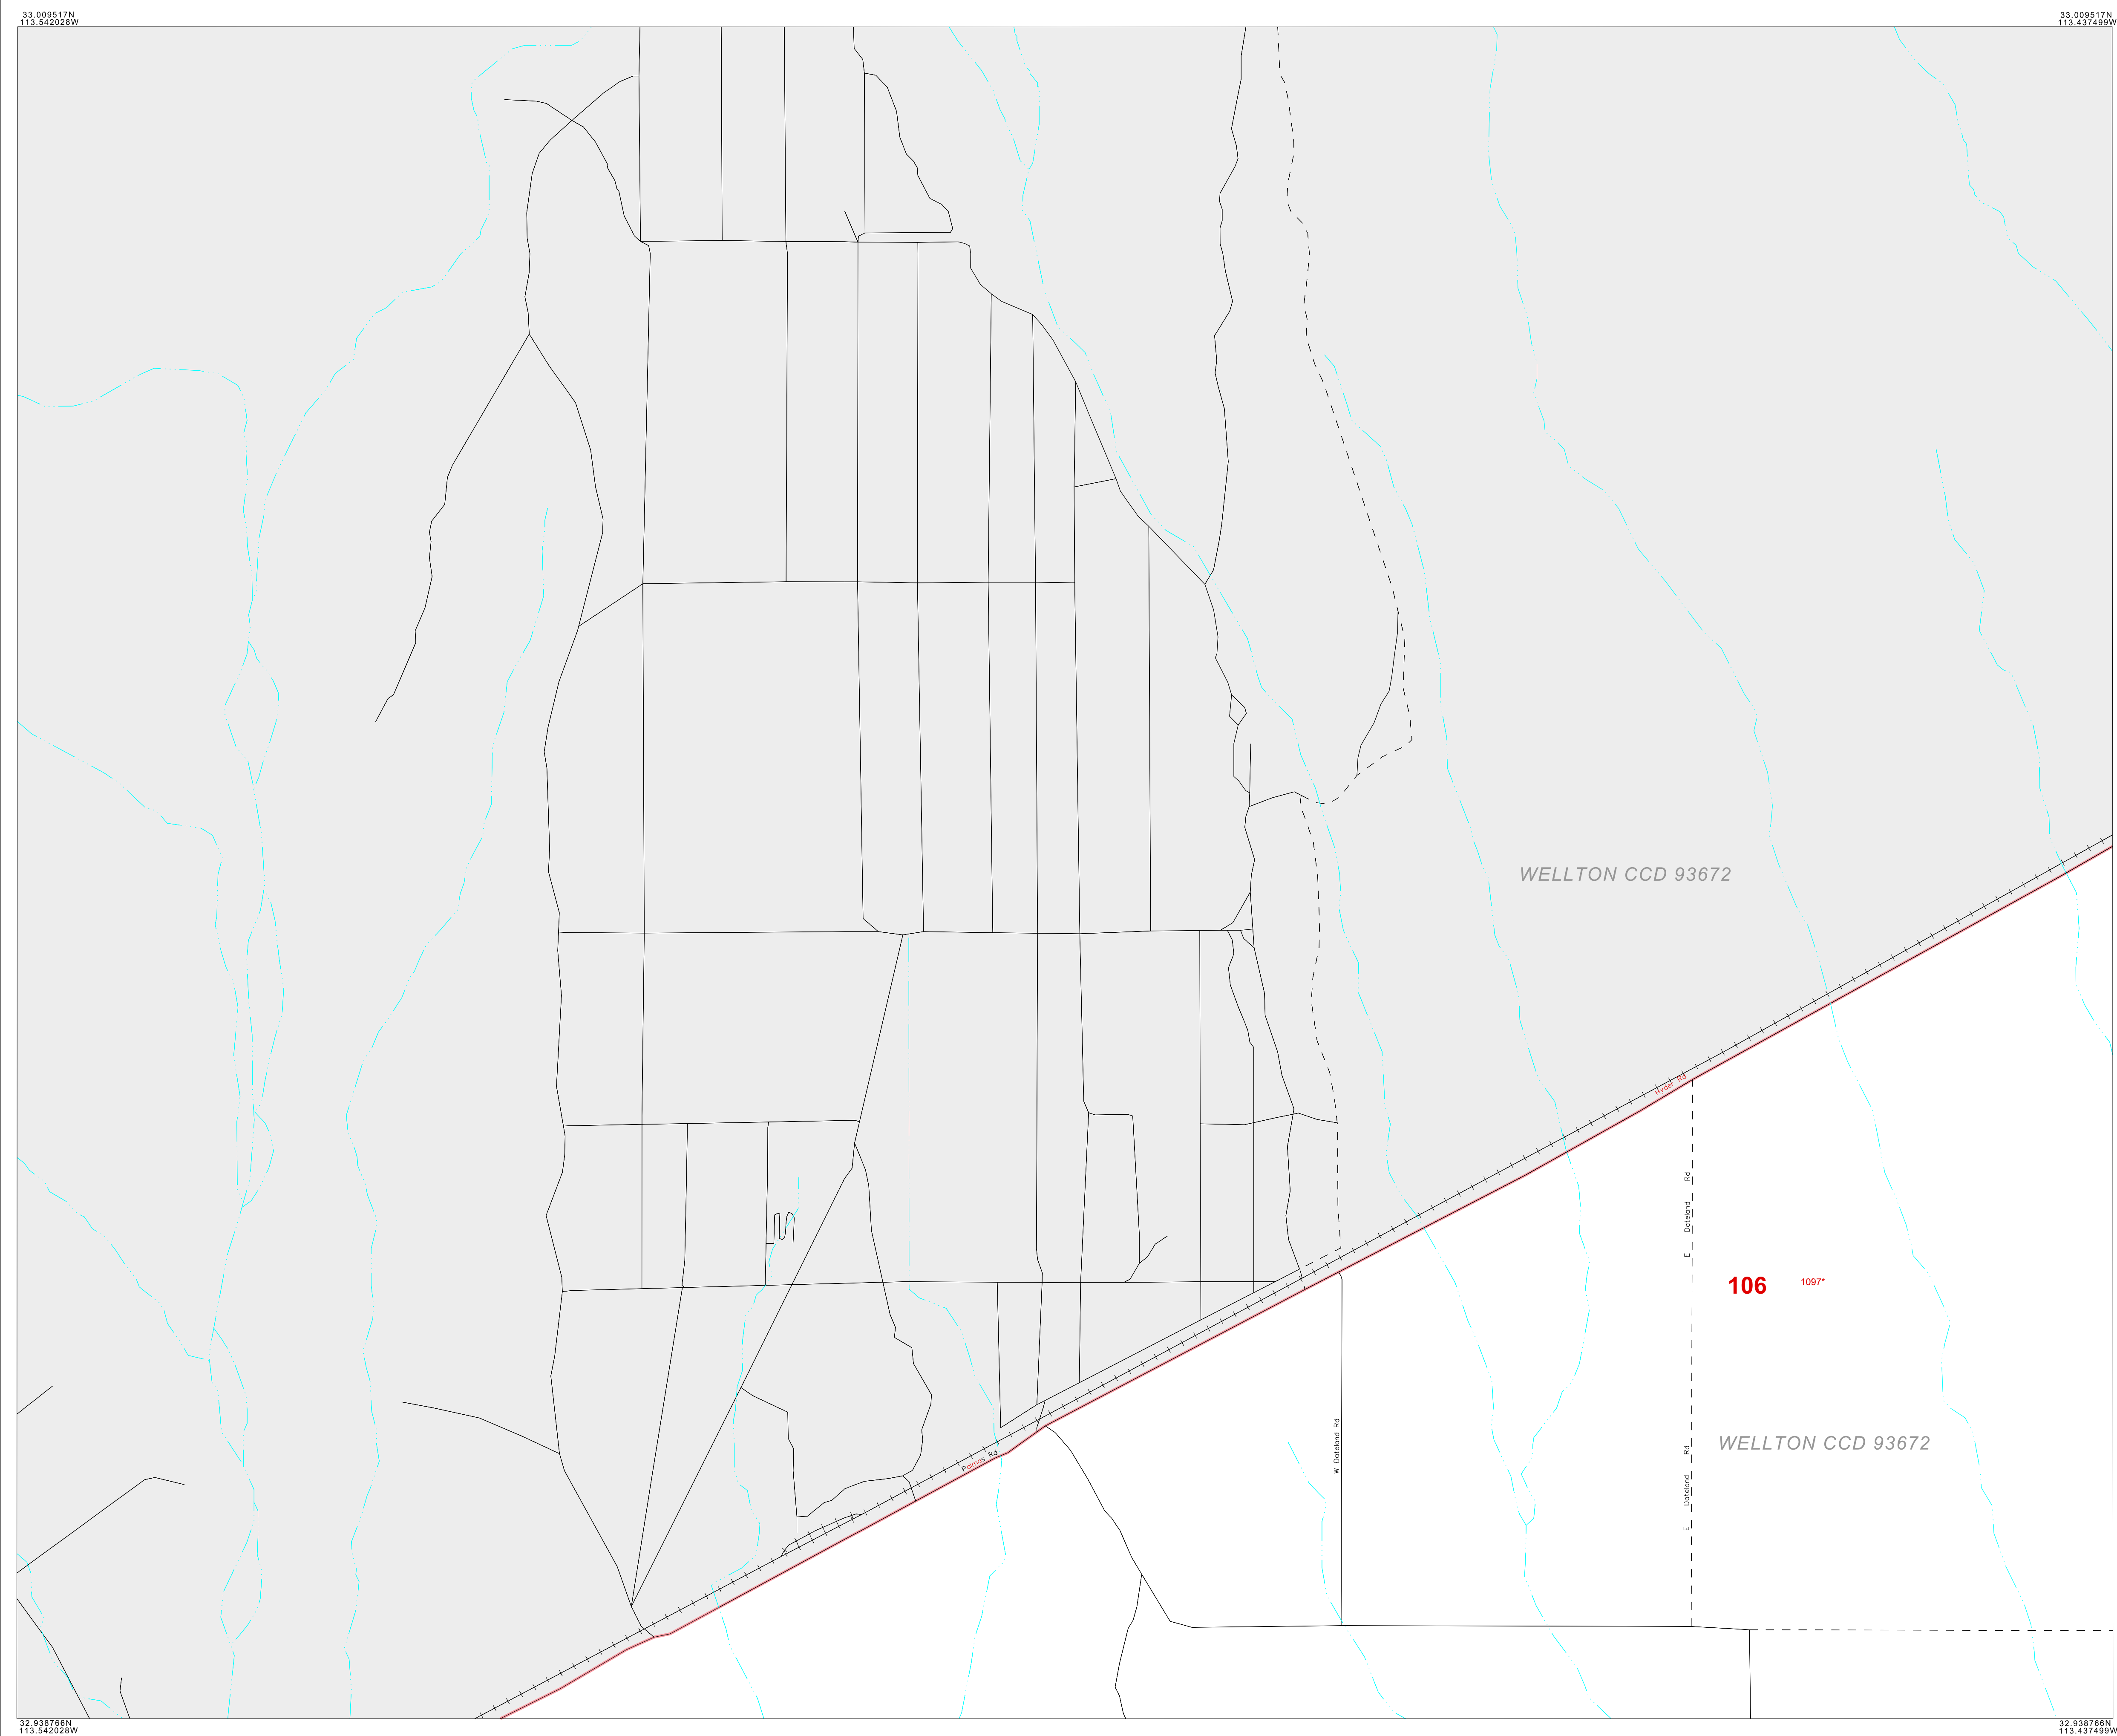 33.009517N
113.542028W
33.009517N
113.437499W
WELLTON CCD 93672
Hyder Rd
E Dateland Rd
106
1097*
W Dateland Rd
WELLTON CCD 93672
Palmas Rd
E Dateland Rd
32.938766N
113.542028W
32.938766N
113.437499W